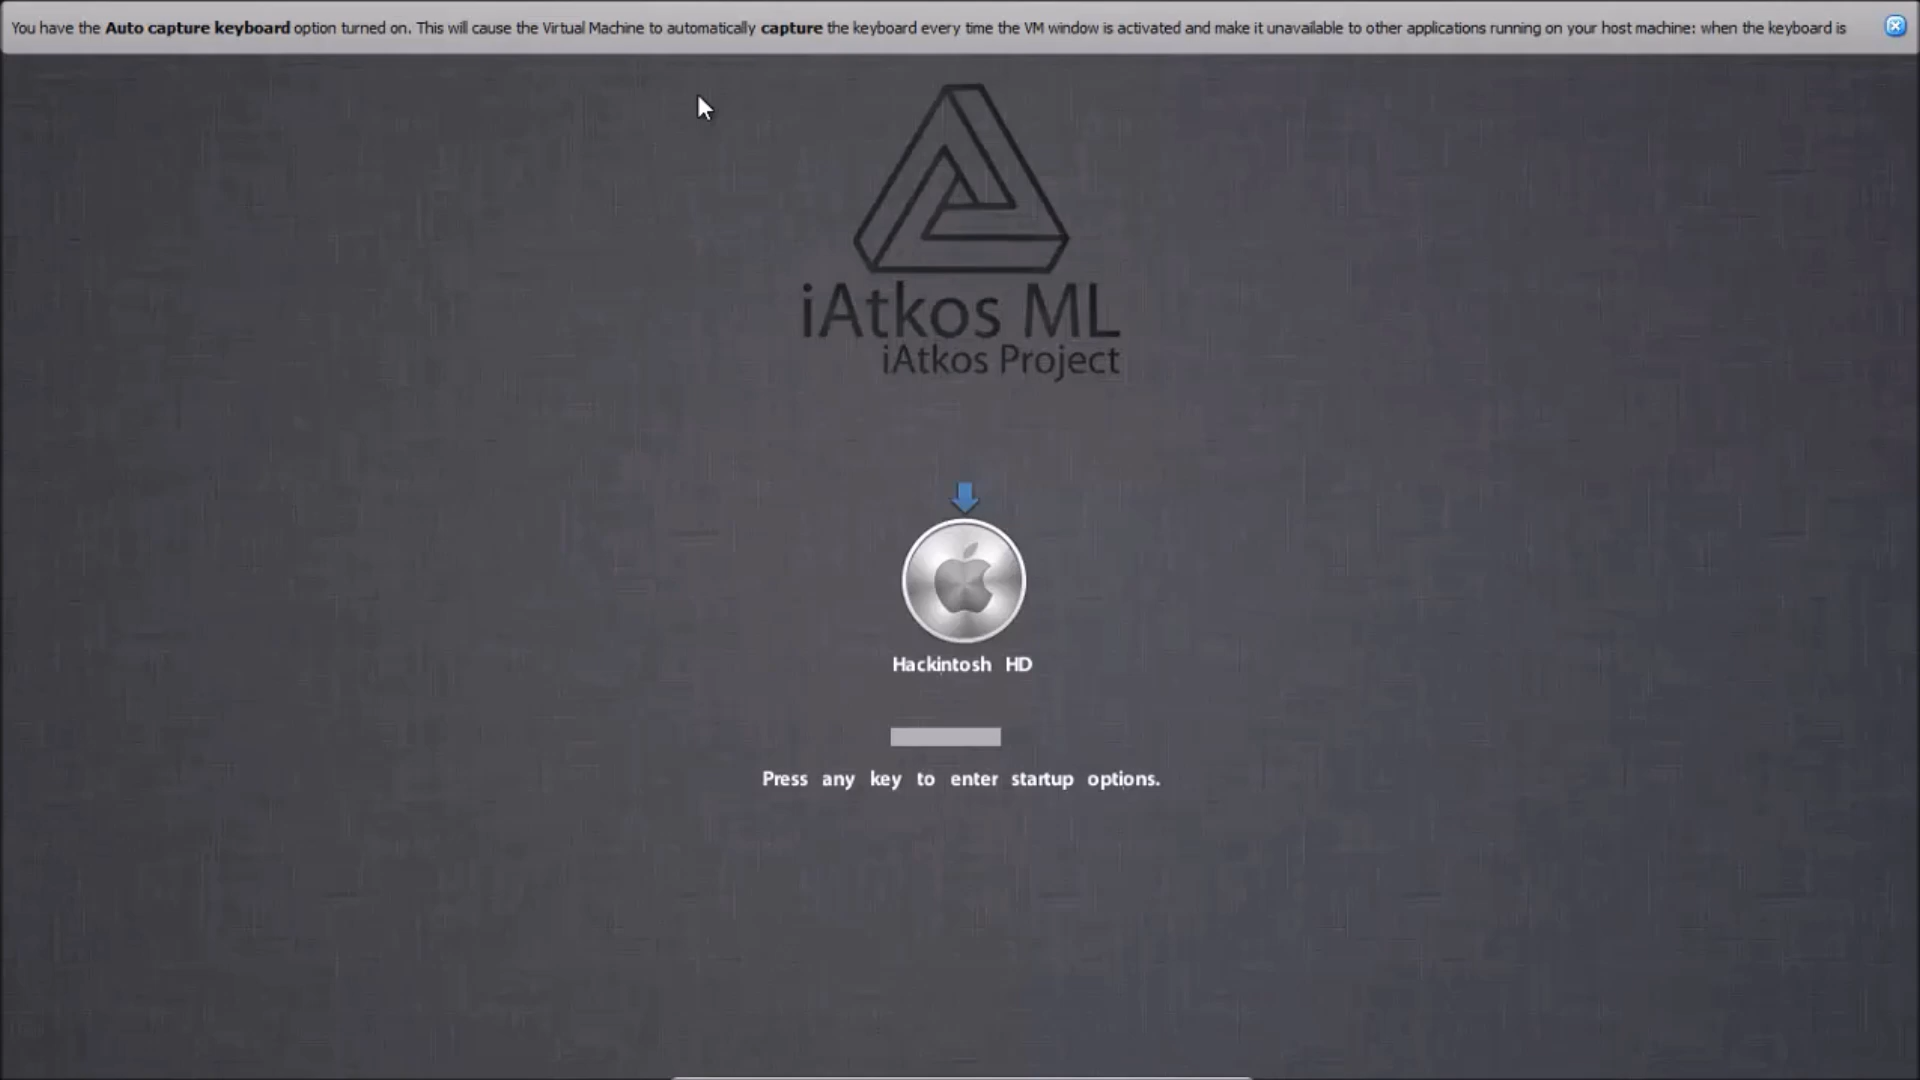 You have the Auto capture keyboard option turned on. This will cause the Virtual Machine to automatically capture the keyboard every time the VM window is activated and make it unavailable to other applications running on your host machine: when the keyboard is
iAtkos ML
iAtkos Project
Hackintosh HD
Press any key to enter startup options.